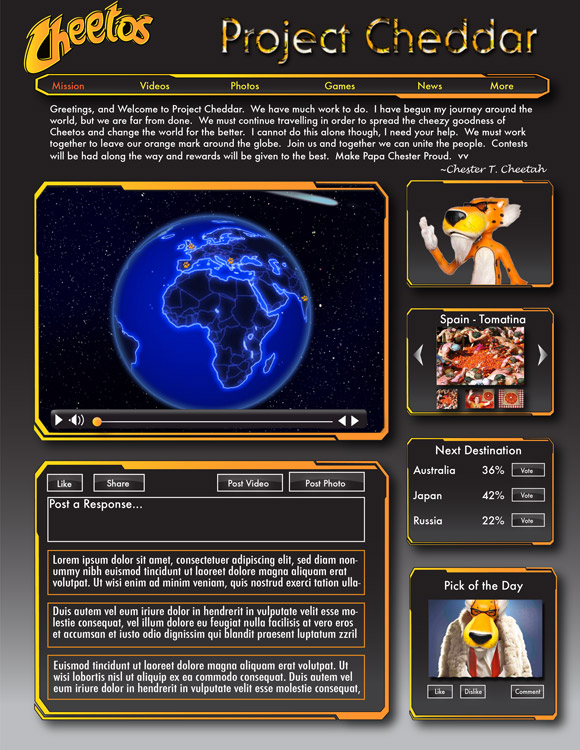 Cheetos
Project Cheddar
Mission Videos Photos Games News More
Greetings, and Welcome to Project Cheddar. We have much work to do. I have begun my journey around the
world, but we are far from done. We must continue travelling in order to spread the cheezy goodness of
Cheetos and change the world for the better. I cannot do this alone though, I need your help. We must work
together to leave our orange mark around the globe. Join us and together we can unite the people. Contests
will be had along the way and rewards will be given to the best. Make Papa Chester Proud. vv
~Chester T. Cheetah
Spain - Tomatina
Next Destination
Australia 36% Vote
Japan 42% Vote
Russia 22% Vote
Like Share Post Video Post Photo
Post a Response...
Lorem ipsum dolor sit amet, consectetuer adipiscing elit, sed diam non-
ummy nibh euismod tincidunt ut laoreet dolore magna aliquam erat
volutpat. Ut wisi enim ad minim veniam, quis nostrud exerci tation ulla-
Duis autem vel eum iriure dolor in hendrerit in vulputate velit esse mo-
lestie consequat, vel illum dolore eu feugiat nulla facilisis at vero eros
et accumsan et iusto odio dignissim qui blandit praesent luptatum zzril
Euismod tincidunt ut laoreet dolore magna aliquam erat volutpat. Ut
wisi lobortis nisl ut aliquip ex ea commodo consequat. Duis autem vel
eum iriure dolor in hendrerit in vulputate velit esse molestie consequat,
Pick of the Day
Like Dislike Comment